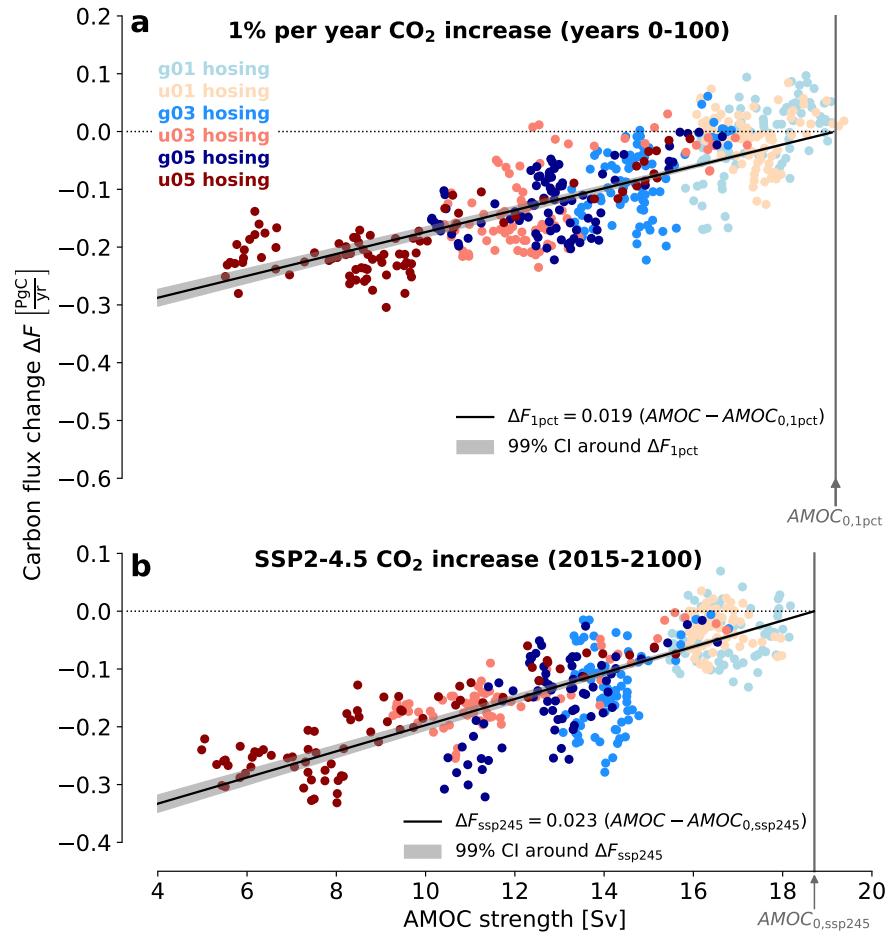 a
1% per year CO₂ increase (years 0-100)
g01 hosing
u01 hosing
g03 hosing
u03 hosing
g05 hosing
u05 hosing
0.2
0.1
0.0
−0.1
−0.2
−0.3
−0.4
−0.5
−0.6
ΔF₁pct = 0.019 (AMOC − AMOC₀,₁pct)
99% CI around ΔF₁pct
AMOC₀,₁pct
Carbon flux change ΔF [PgC/yr]
b
SSP2-4.5 CO₂ increase (2015-2100)
0.1
0.0
−0.1
−0.2
−0.3
−0.4
ΔFssp245 = 0.023 (AMOC − AMOC₀,ssp245)
99% CI around ΔFssp245
4 6 8 10 12 14 16 18 20
AMOC strength [Sv]
AMOC₀,ssp245